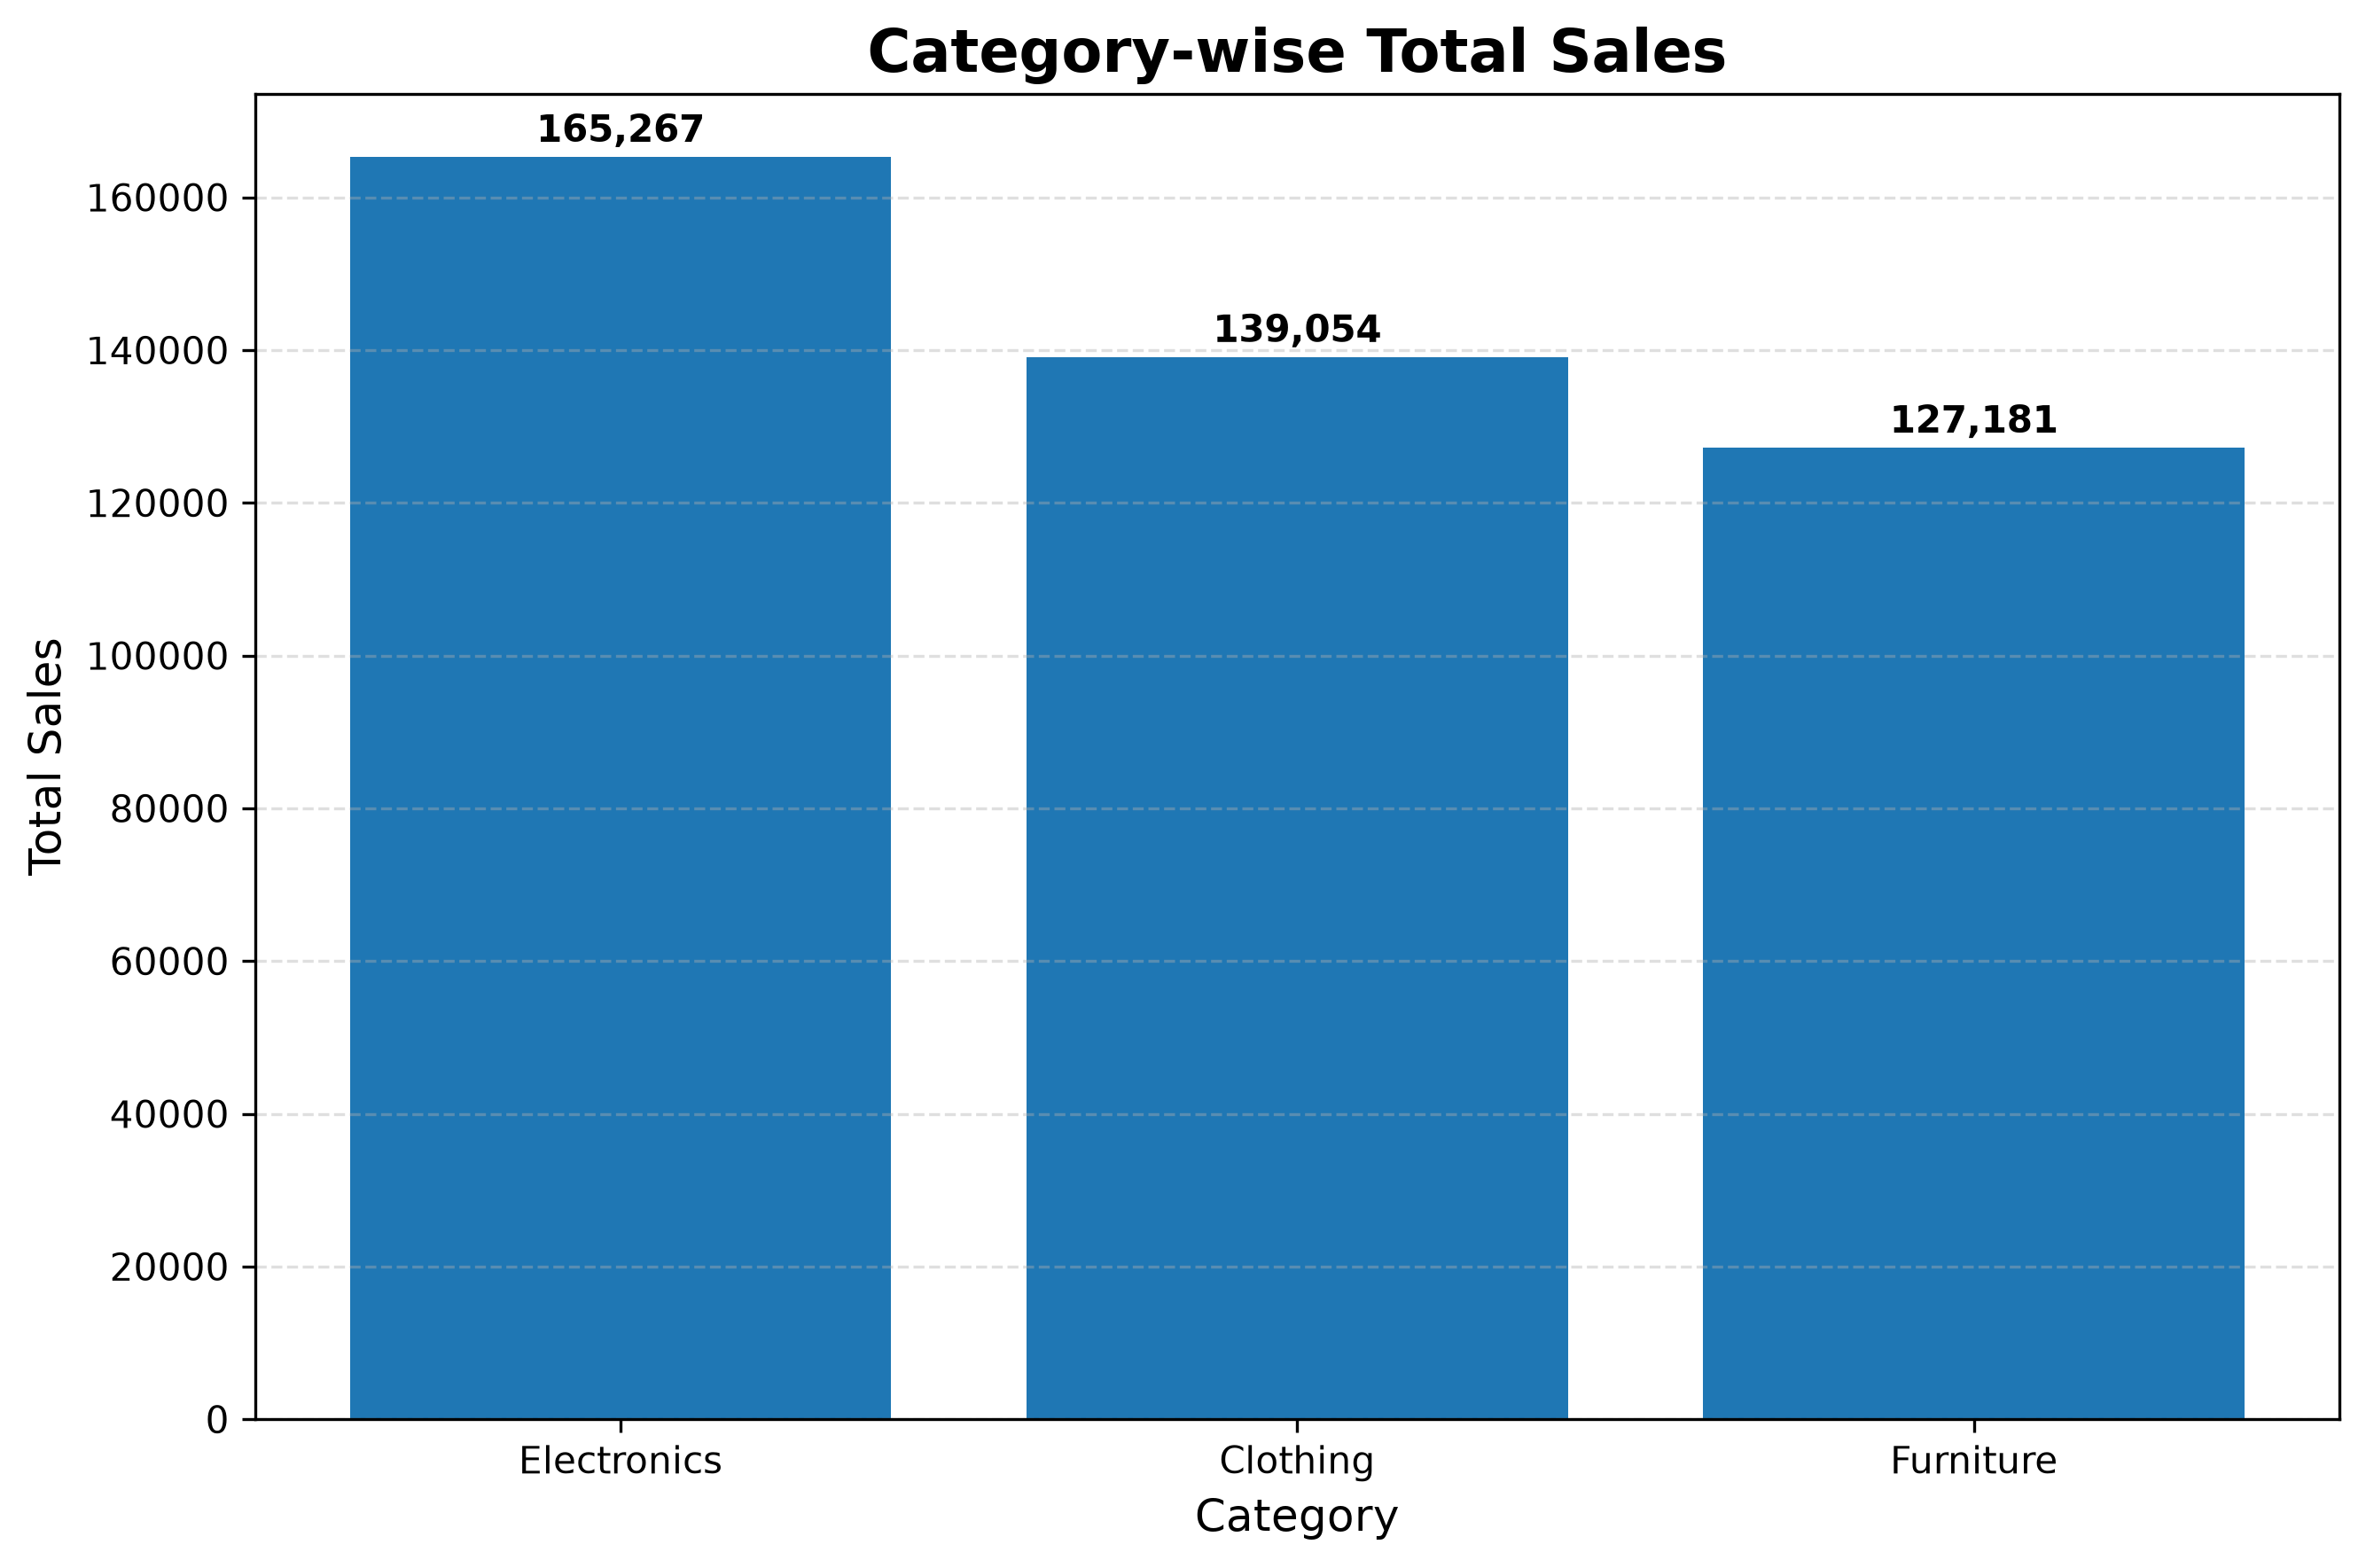 Category-wise Total Sales
165,267
139,054
127,181
160000
140000
120000
100000
80000
60000
40000
20000
0
Total Sales
Electronics
Clothing
Furniture
Category